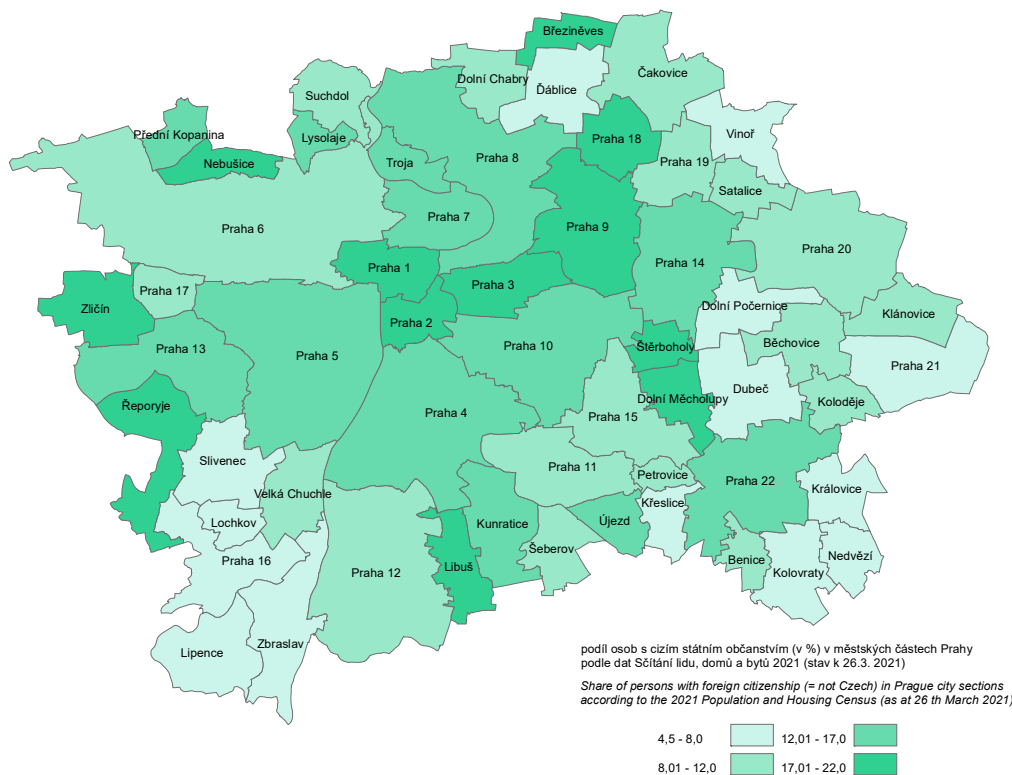 Březiněves
Dolní Chabry
Čakovice
Ďáblice
Suchdol
Přední Kopanina
Lysolaje
Praha 18
Vinoř
Nebušice
Troja
Praha 8
Praha 19
Satalice
Praha 7
Praha 6
Praha 9
Praha 20
Praha 14
Praha 1
Praha 3
Praha 17
Zličín
Dolní Počernice
Klánovice
Praha 2
Praha 13
Praha 5
Praha 10
Štěrboholy
Běchovice
Praha 21
Dubeč
Řeporyje
Dolní Měcholupy
Koloděje
Praha 4
Praha 15
Slivenec
Praha 11
Petrovice
Praha 22
Velká Chuchle
Královice
Křeslice
Lochkov
Kunratice
Újezd
Šeberov
Praha 16
Praha 12
Libuš
Benice
Nedvězí
Kolovraty
Zbraslav
Lipence
podíl osob s cizím státním občanstvím (v %) v městských částech Prahy
podle dat Sčítání lidu, domů a bytů 2021 (stav k 26.3. 2021)
Share of persons with foreign citizenship (= not Czech) in Prague city sections
according to the 2021 Population and Housing Census (as at 26 th March 2021)
4,5 - 8,0 12,01 - 17,0
8,01 - 12,0 17,01 - 22,0